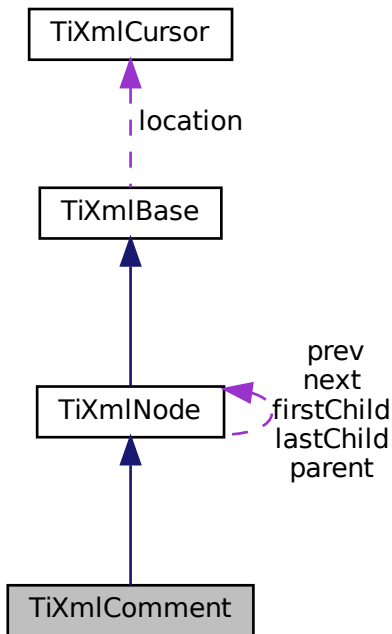 TiXmlCursor
location
TiXmlBase
prev
next
TiXmlNode
firstChild
lastChild
parent
TiXmlComment